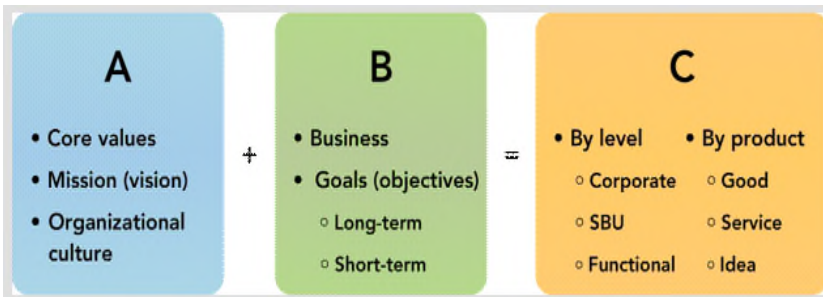 A
• Core values
• Mission (vision)
• Organizational
culture
+
B
• Business
• Goals (objectives)
○ Long-term
○ Short-term
=
C
• By level
○ Corporate
○ SBU
○ Functional
• By product
○ Good
○ Service
○ Idea